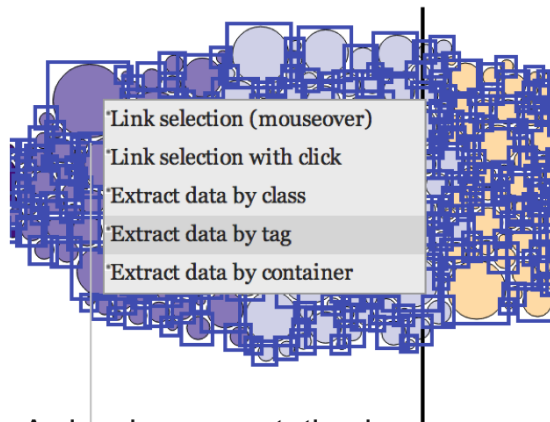 Link selection (mouseover)
Link selection with click
Extract data by class
Extract data by tag
Extract data by container